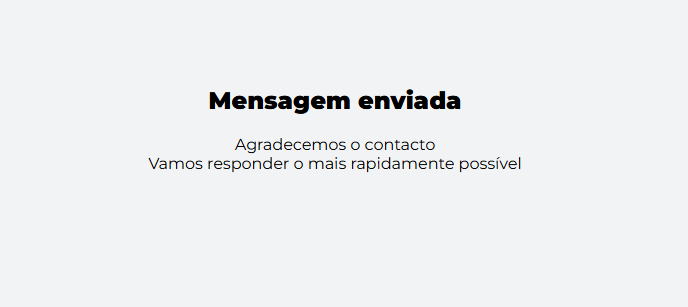 Mensagem enviada
Agradecemos o contacto
Vamos responder o mais rapidamente possível